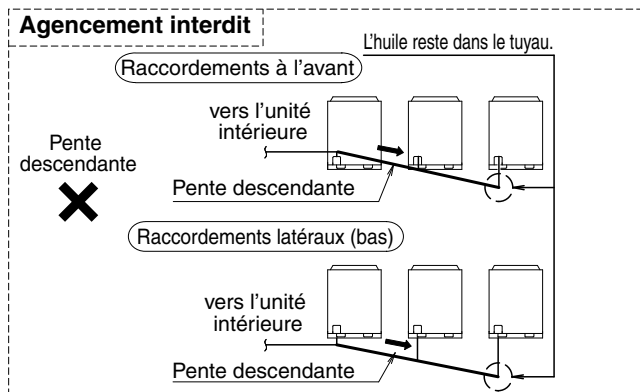 Agencement interdit
L'huile reste dans le tuyau.
Raccordements à l'avant
vers l'unité
intérieure
Pente
descendante
Pente descendante
Raccordements latéraux (bas)
vers l'unité
intérieure
Pente descendante